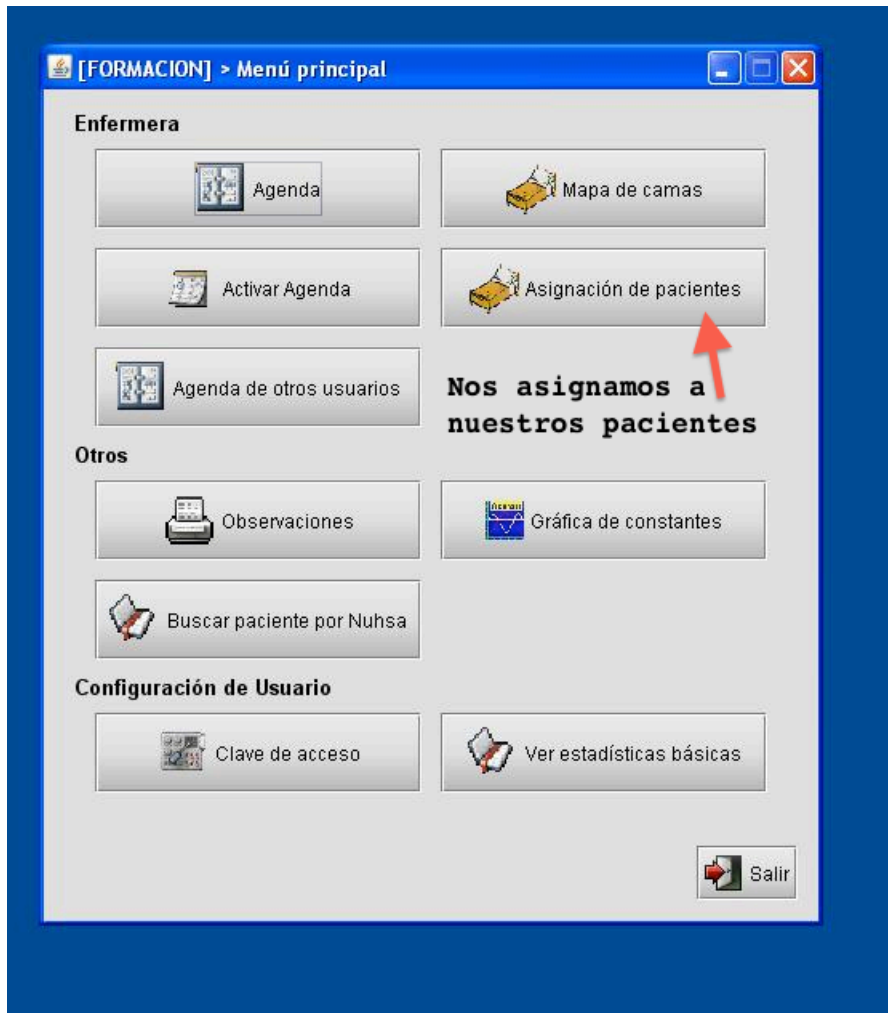 [FORMACION] > Menú principal
Enfermera
Agenda
Mapa de camas
Activar Agenda
Asignación de pacientes
Agenda de otros usuarios
Nos asignamos a
nuestros pacientes
Otros
Observaciones
Gráfica de constantes
Buscar paciente por Nuhsa
Configuración de Usuario
Clave de acceso
Ver estadísticas básicas
Salir